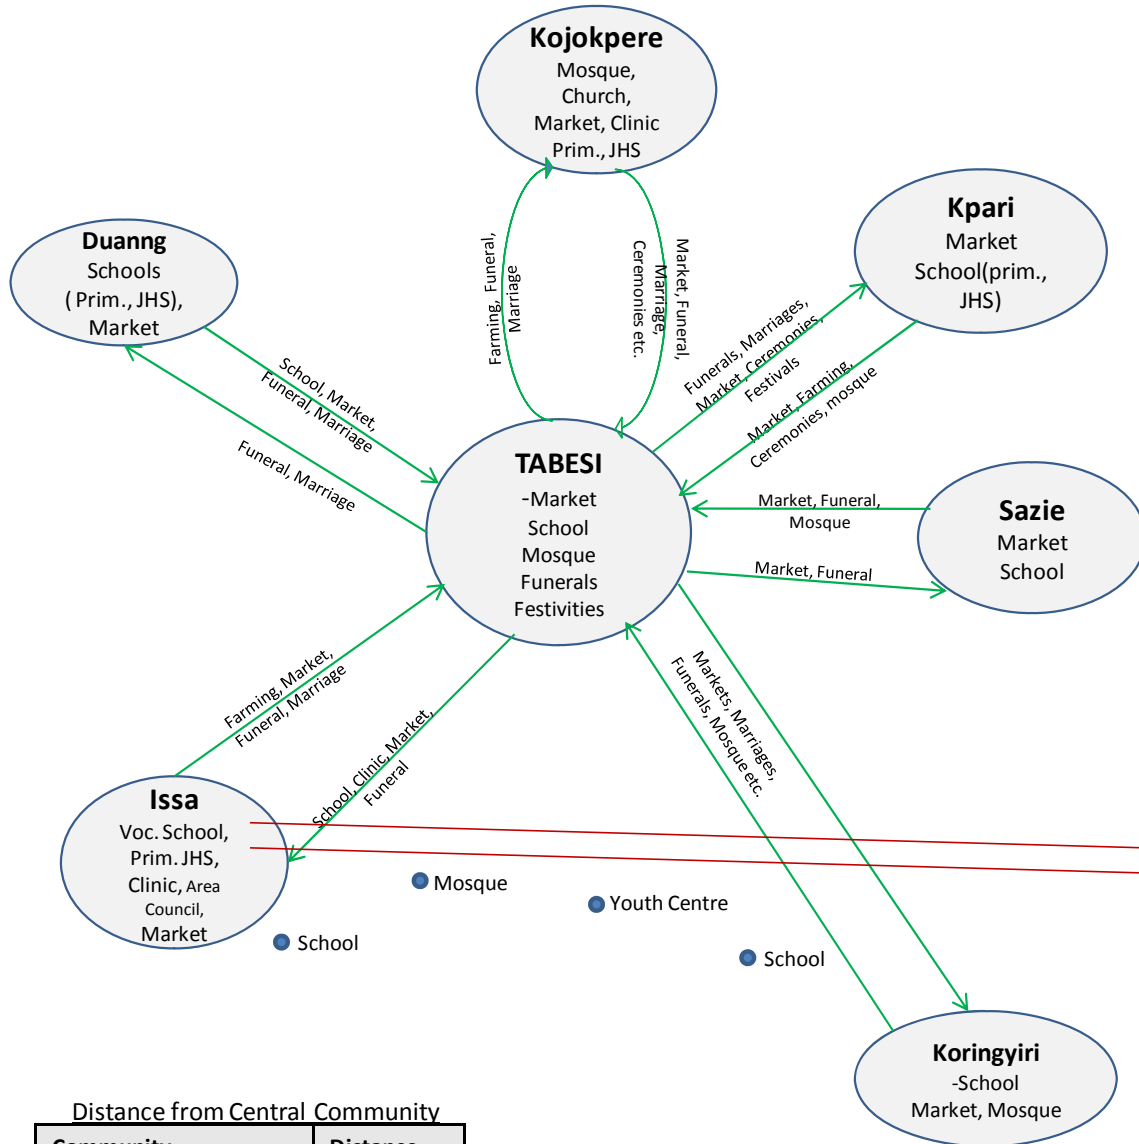 Kojokpere
Mosque,
Church,
Market, Clinic
Prim., JHS
Kpari
Market
School(prim.,
JHS)
Duanng
Schools
( Prim., JHS),
Market
Farming, Funeral,
Marriage
Market, Funeral,
Marriage,
Ceremonies etc.
Funerals, Marriages,
Market, Ceremonies,
Festivals
School, Market,
Funeral, Marriage
Market, Farming,
Ceremonies, mosque
Funeral, Marriage
TABESI
-Market
School
Mosque
Funerals
Festivities
Market, Funeral,
Mosque
Sazie
Market
School
Market, Funeral
Farming, Market,
Funeral, Marriage
School, Clinic, Market,
Funeral
Markets, Marriages,
Funerals, Mosque etc.
Issa
Voc. School,
Prim. JHS,
Clinic, Area
Council,
Market
Mosque
Youth Centre
School
School
Koringyiri
-School
Market, Mosque
Distance from Central Community
Community Distance